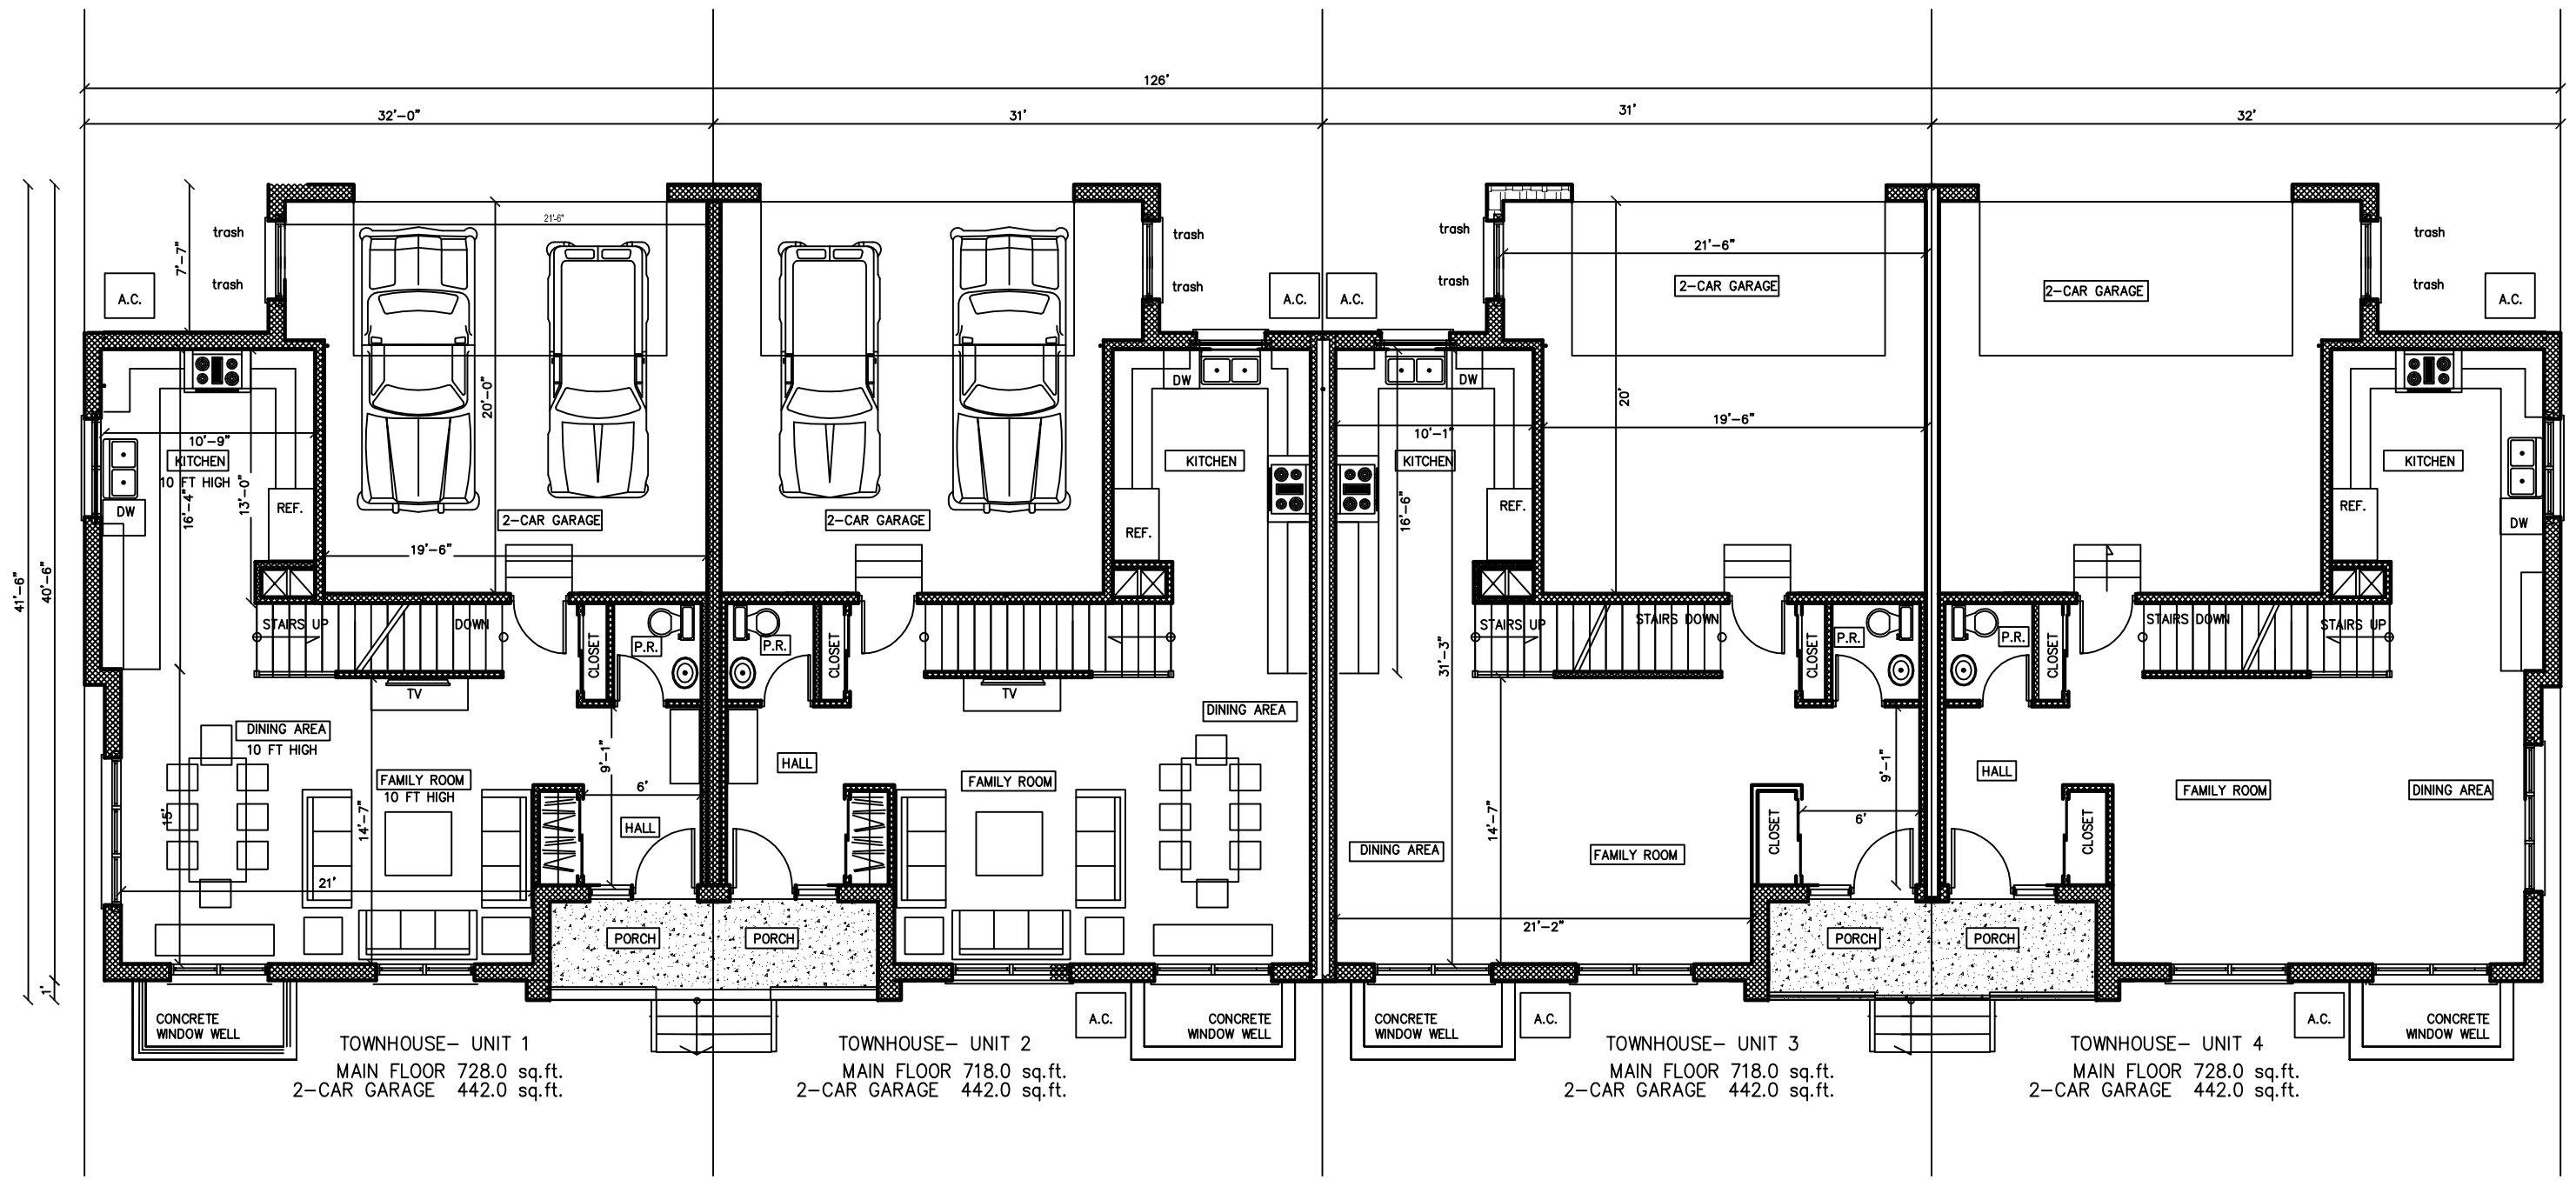 126'
32'-0" 31' 31' 32'
21'-6"
trash trash trash trash
7'-7"
21'-6"
trash trash trash trash
2-CAR GARAGE 2-CAR GARAGE
A.C. A.C. A.C. A.C.
DW DW
20'-0"
20'
19'-6"
10'-9" 10'-1"
KITCHEN KITCHEN KITCHEN KITCHEN
10 FT HIGH
16'-4"
13'-0"
16'-6"
REF. REF. REF.
DW DW
2-CAR GARAGE 2-CAR GARAGE
REF.
19'-6"
41'-6"
40'-6"
STAIRS UP DOWN STAIRS UP STAIRS DOWN STAIRS DOWN STAIRS UP
P.R. P.R. P.R. P.R.
CLOSET CLOSET CLOSET CLOSET
31'-3"
TV TV
DINING AREA
DINING AREA
10 FT HIGH
9'-1"
9'-1"
HALL HALL
FAMILY ROOM FAMILY ROOM FAMILY ROOM DINING AREA
10 FT HIGH
6'
15'
14'-7"
14'-7"
6'
HALL
CLOSET CLOSET
DINING AREA FAMILY ROOM
21'
21'-2"
PORCH PORCH PORCH PORCH
1'
CONCRETE A.C. CONCRETE CONCRETE A.C. A.C. CONCRETE
WINDOW WELL WINDOW WELL WINDOW WELL WINDOW WELL
TOWNHOUSE- UNIT 1 TOWNHOUSE- UNIT 2 TOWNHOUSE- UNIT 3 TOWNHOUSE- UNIT 4
MAIN FLOOR 728.0 sq.ft. MAIN FLOOR 718.0 sq.ft. MAIN FLOOR 718.0 sq.ft. MAIN FLOOR 728.0 sq.ft.
2-CAR GARAGE 442.0 sq.ft. 2-CAR GARAGE 442.0 sq.ft. 2-CAR GARAGE 442.0 sq.ft. 2-CAR GARAGE 442.0 sq.ft.